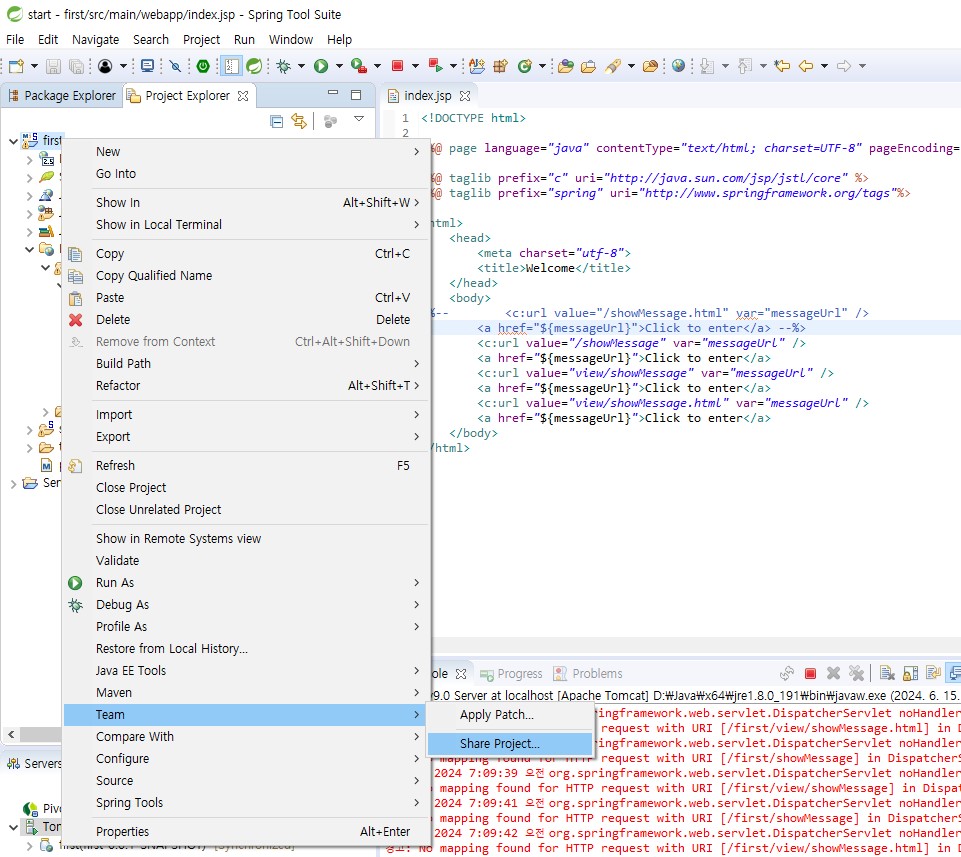 start - first/src/main/webapp/index.jsp - Spring Tool Suite
File Edit Navigate Search Project Run Window Help
Package Explorer Project Explorer
index.jsp
first
New
Go Into
Show In Alt+Shift+W
Show in Local Terminal
Copy Ctrl+C
Copy Qualified Name
Paste Ctrl+V
Delete Delete
Remove from Context Ctrl+Alt+Shift+Down
Build Path
Refactor Alt+Shift+T
Import
Export
Refresh F5
Close Project
Close Unrelated Project
Show in Remote Systems view
Validate
Run As
Debug As
Profile As
Restore from Local History...
Java EE Tools
Maven
Team
Compare With
Configure
Source
Spring Tools
Properties Alt+Enter
Apply Patch...
Share Project...
Ser
Servers
Pivo
Tom
first(first-0.0.1-SNAPSHOT) [Synchronized]
1 <!DOCTYPE html>
2
%@ page language="java" contentType="text/html; charset=UTF-8" pageEncoding=
%@ taglib prefix="c" uri="http://java.sun.com/jsp/jstl/core" %>
%@ taglib prefix="spring" uri="http://www.springframework.org/tags"%>
html>
<head>
<meta charset="utf-8">
<title>Welcome</title>
</head>
<body>
%-- <c:url value="/showMessage.html" var="messageUrl" />
<a href="${messageUrl}">Click to enter</a> --%>
<c:url value="/showMessage" var="messageUrl" />
<a href="${messageUrl}">Click to enter</a>
<c:url value="view/showMessage" var="messageUrl" />
<a href="${messageUrl}">Click to enter</a>
<c:url value="view/showMessage.html" var="messageUrl" />
<a href="${messageUrl}">Click to enter</a>
</body>
/html>
ole Progress Problems
v9.0 Server at localhost [Apache Tomcat] D:\Java\x64\jre1.8.0_191\bin\javaw.exe (2024. 6. 15.
springframework.web.servlet.DispatcherServlet noHandler
request with URI [/first/view/showMessage.html] in D
springframework.web.servlet.DispatcherServlet noHandler
mapping found for HTTP request with URI [/first/showMessage] in DispatcherS
2024 7:09:39 오전 org.springframework.web.servlet.DispatcherServlet noHandler
mapping found for HTTP request with URI [/first/view/showMessage] in Dispat
2024 7:09:41 오전 org.springframework.web.servlet.DispatcherServlet noHandler
mapping found for HTTP request with URI [/first/showMessage] in DispatcherS
2024 7:09:42 오전 org.springframework.web.servlet.DispatcherServlet noHandler
경고: No mapping found for HTTP request with URI [/first/view/showMessage.html] in D